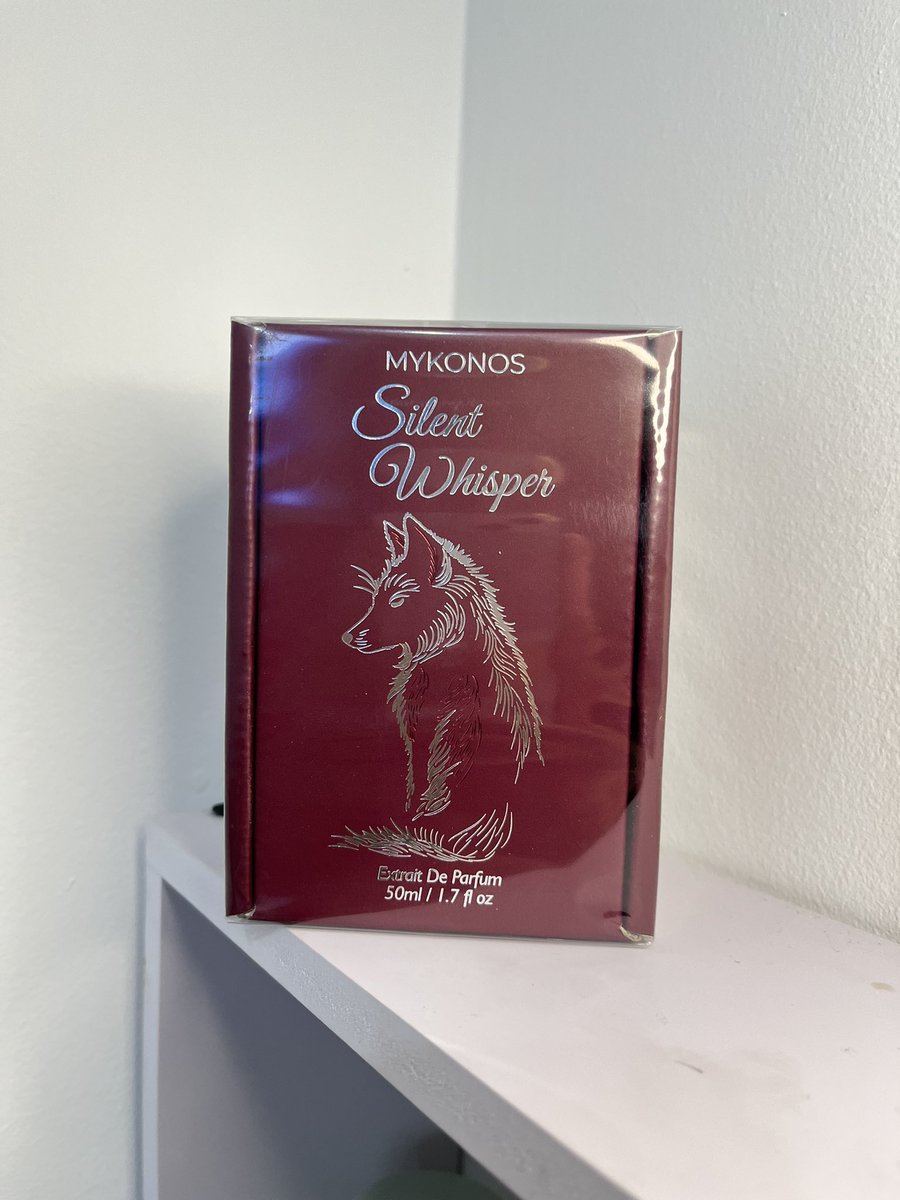 MYKONOS
Silent
Whisper
Extrait De Parfum
50ml / 1.7 fl oz